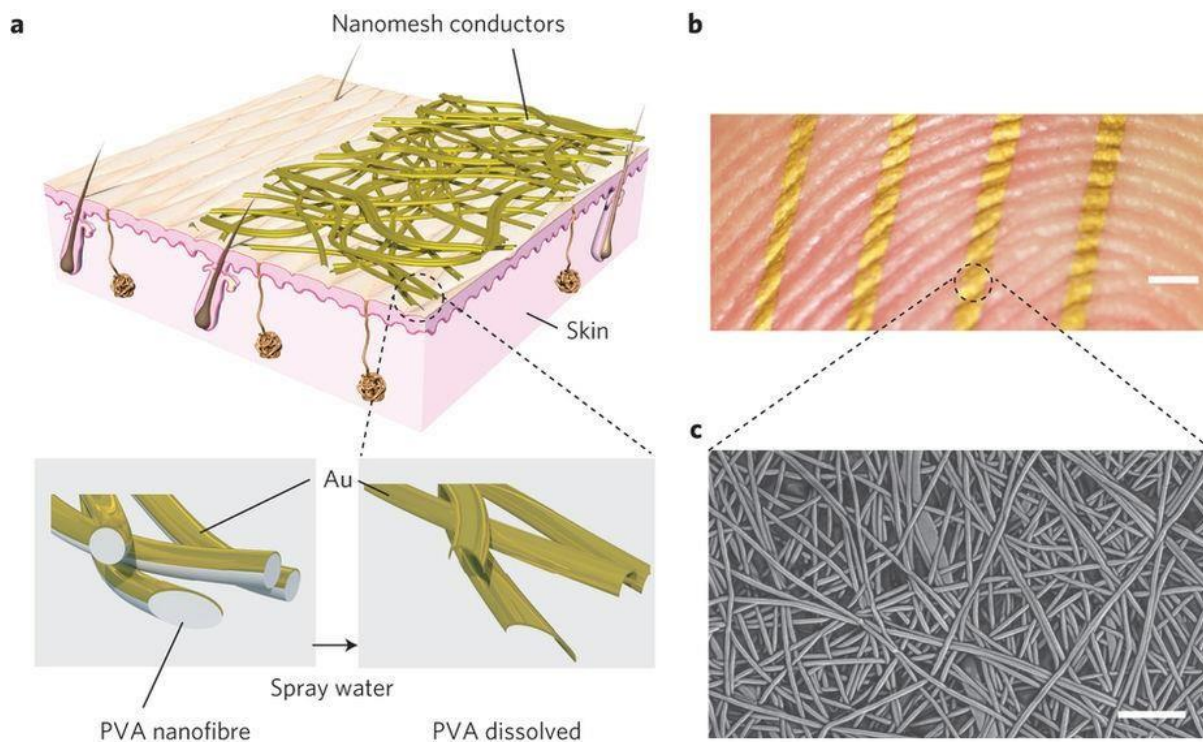 a
Nanomesh conductors
Skin
Au
Spray water
PVA nanofibre
PVA dissolved
b
c